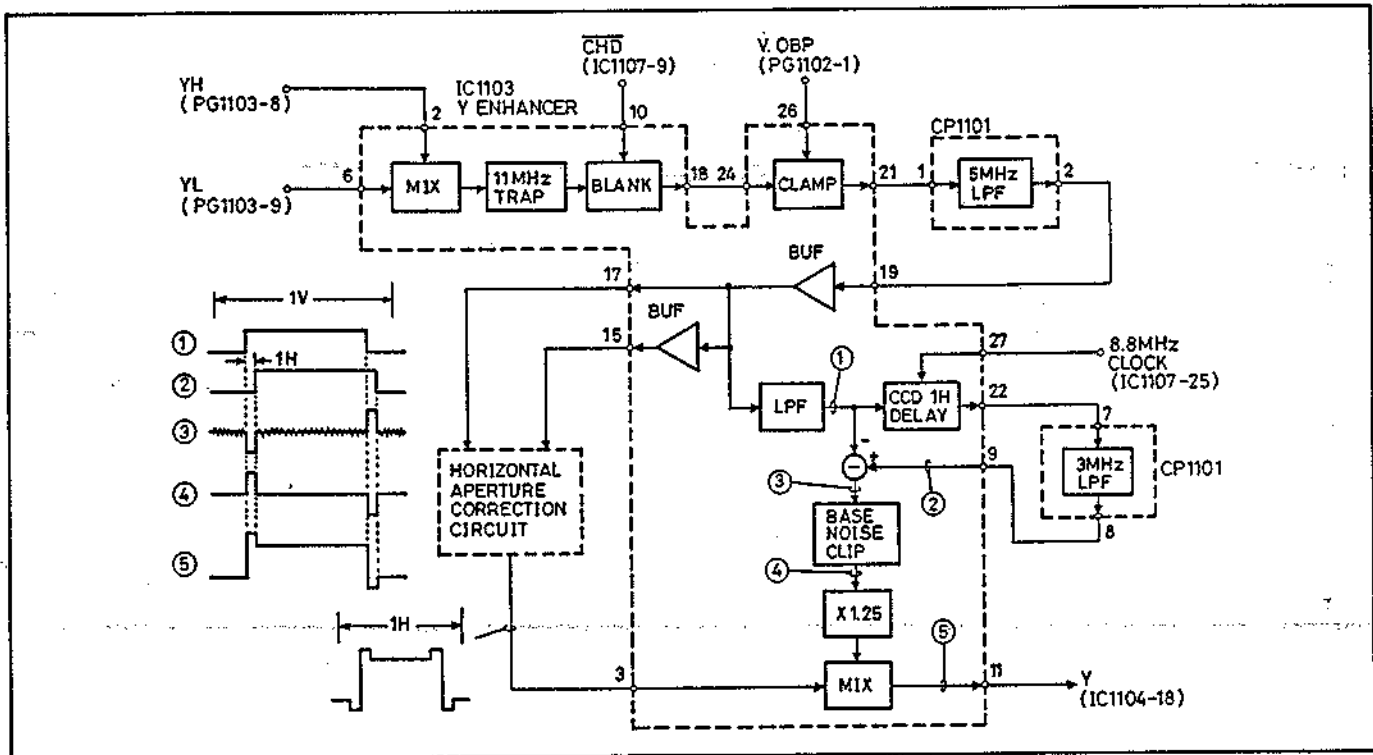 CHD
(IC1107-9)
V. OBP
(PG1102-1)
YH
(PG1103-8)
IC1103
Y ENHANCER
2
10
26
CP1101
6
MIX
11MHz
TRAP
BLANK
18
24
CLAMP
21
1
5MHz
LPF
2
YL
(PG1103-9)
BUF
17
19
1V
BUF
15
①
1H
②
③
④
⑤
①
27
8.8MHz
CLOCK
(IC1107-25)
LPF
CCD 1H
DELAY
22
7
-
+
−
9
3MHz
LPF
CP1101
③
②
8
HORIZONTAL
APERTURE
CORRECTION
CIRCUIT
BASE
NOISE
CLIP
④
X1.25
1H
⑤
3
MIX
11
Y
(IC1104-18)